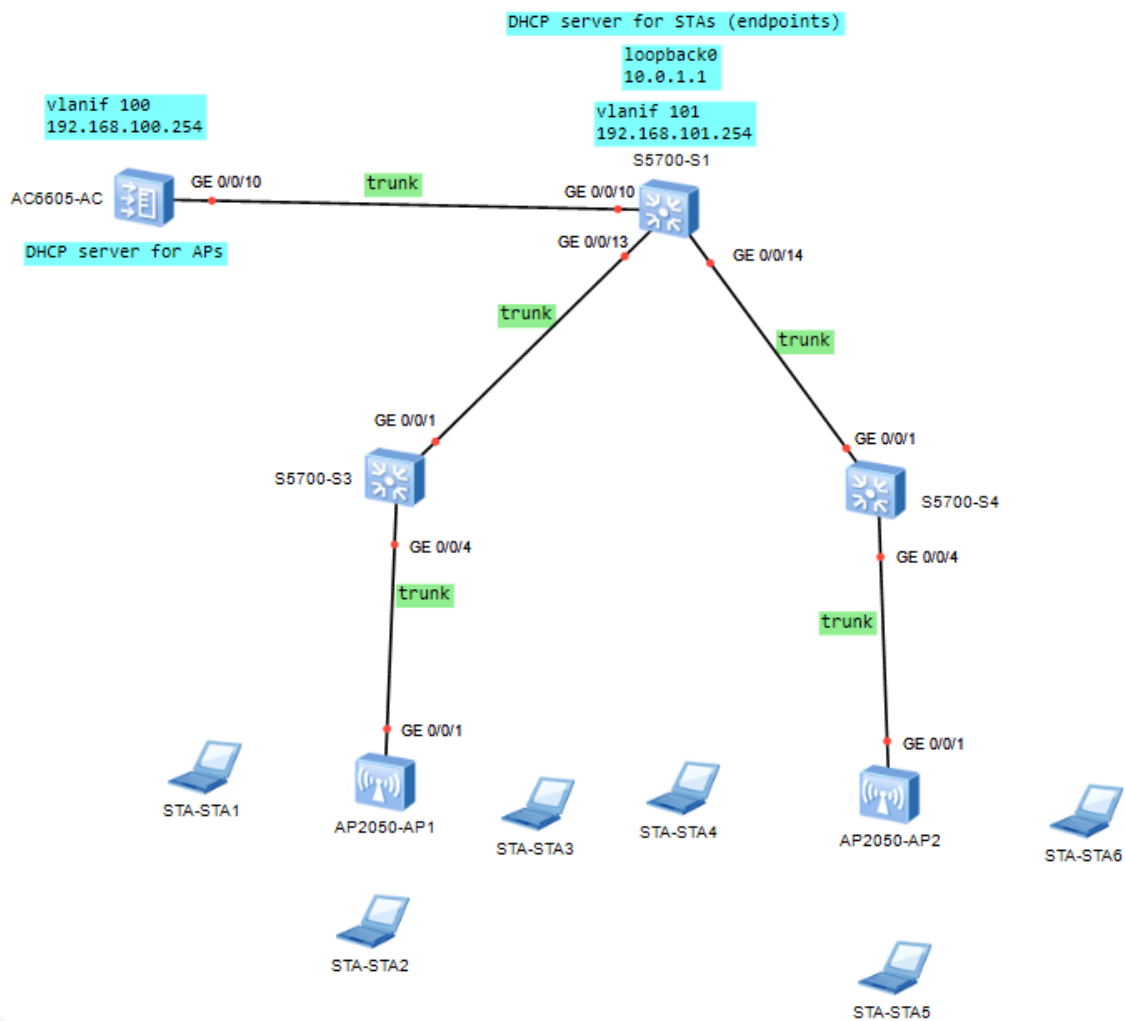 DHCP server for STAs (endpoints)
loopback0
10.0.1.1
vlanif 100
192.168.100.254
vlanif 101
192.168.101.254
S5700-S1
AC6605-AC
GE 0/0/10
trunk
GE 0/0/10
DHCP server for APs
GE 0/0/13
GE 0/0/14
trunk
trunk
GE 0/0/1
GE 0/0/1
S5700-S3
S5700-S4
GE 0/0/4
GE 0/0/4
trunk
trunk
GE 0/0/1
GE 0/0/1
STA-STA1
AP2050-AP1
STA-STA3
STA-STA4
AP2050-AP2
STA-STA6
STA-STA2
STA-STA5